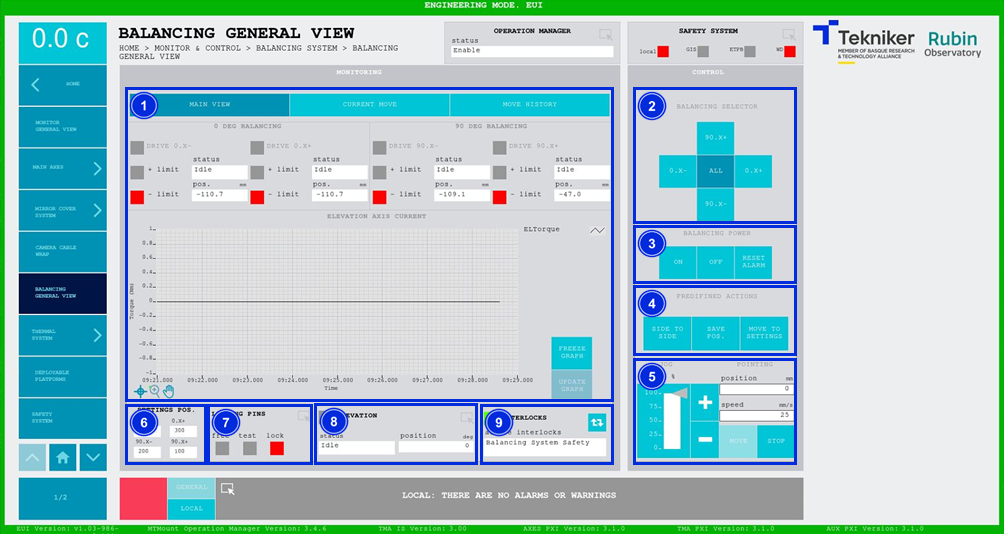 ENGINEERING MODE. EUI
0.0 c
BALANCING GENERAL VIEW
HOME > MONITOR & CONTROL > BALANCING SYSTEM > BALANCING
GENERAL VIEW
OPERATION MANAGER
status
Enable
SAFETY SYSTEM
local
GIS
ETPB
WD
Tekniker
MEMBER OF BASQUE RESEARCH
& TECHNOLOGY ALLIANCE
Rubin
Observatory
HOME
MONITOR
GENERAL VIEW
MAIN AXES
MIRROR COVER
SYSTEM
CAMERA CABLE
WRAP
BALANCING
GENERAL VIEW
THERMAL
SYSTEM
DEPLOYABLE
PLATFORMS
SAFETY
SYSTEM
1/2
MONITORING
1
MAIN VIEW
CURRENT MOVE
MOVE HISTORY
0 DEG BALANCING
90 DEG BALANCING
DRIVE 0.X-
DRIVE 0.X+
DRIVE 90.X-
DRIVE 90.X+
+ limit
status
Idle
+ limit
status
Idle
+ limit
status
Idle
+ limit
status
Idle
- limit
pos. mm
-110.7
- limit
pos. mm
-110.7
- limit
pos. mm
-109.1
- limit
pos. mm
-47.0
ELEVATION AXIS CURRENT
ELTorque
Torque (Nm)
1
0.8
0.6
0.4
0.2
0
-0.2
-0.4
-0.6
-0.8
-1
09:21.000 09:22.000 09:23.000 09:24.000 09:25.000 09:26.000 09:27.000 09:28.000 09:29.000
Time
FREEZE
GRAPH
UPDATE
GRAPH
6
POS.
0.X+
300
90.X- 90.X+
200 100
7
PINS
test lock
8
status
Idle
position deg
0
9
interlocks
Balancing System Safety
CONTROL
2
BALANCING SELECTOR
90.X+
0.X- ALL 0.X+
90.X-
3
BALANCING POWER
ON OFF RESET
ALARM
4
PREDIFINED ACTIONS
SIDE TO
SIDE
SAVE
POS.
MOVE TO
SETTINGS
5
POINTING
%
100
75
50
25
0
+
-
position mm
0
speed mm/s
25
MOVE STOP
GENERAL
LOCAL
LOCAL: THERE ARE NO ALARMS OR WARNINGS
EUI Version: v1.03-986-
MTMount Operation Manager Version: 3.4.6
TMA IS Version: 3.00
AXES PXI Version: 3.1.0
TMA PXI Version: 3.1.0
AUX PXI Version: 3.1.0